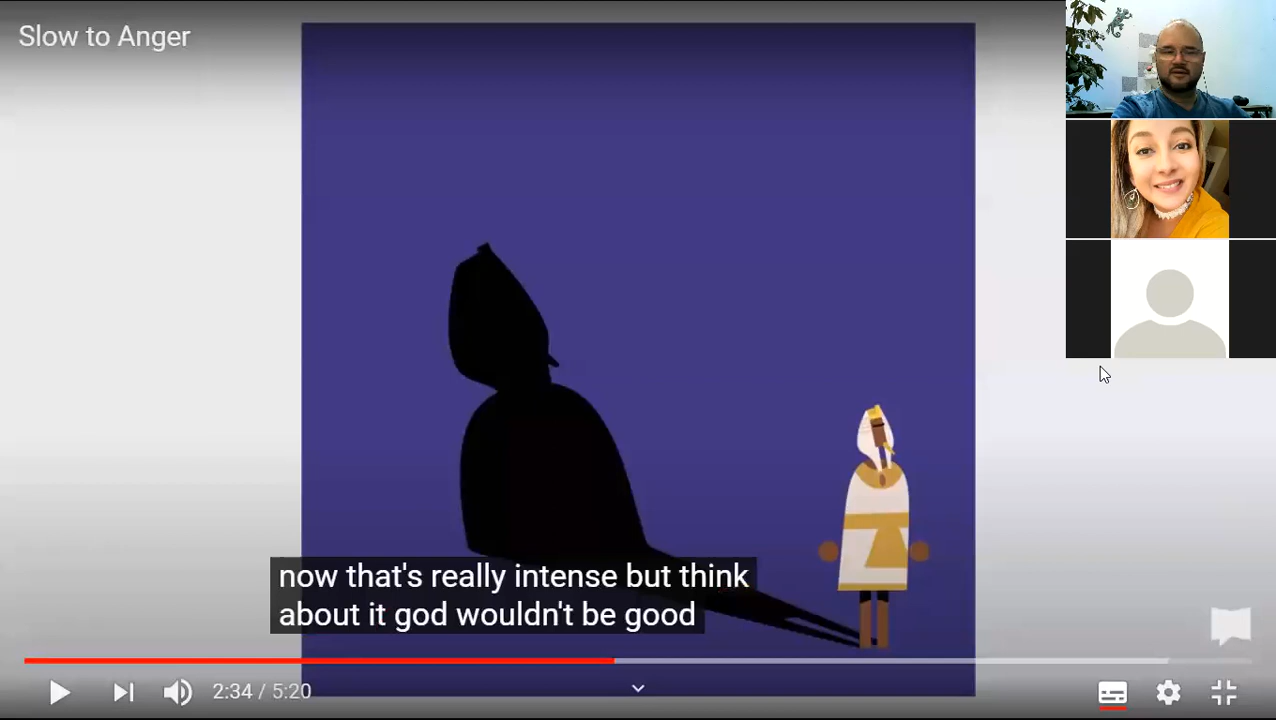 Slow to Anger
now that's really intense but think
about it god wouldn't be good
2:34 / 5:20